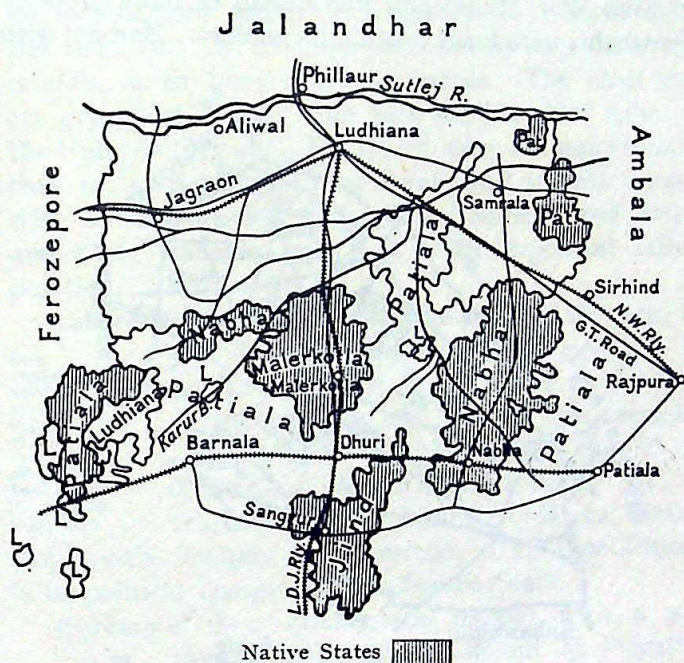 Jalandhar
Phillaur
Sutlej R.
Aliwal
Ludhiana
Pat.
Ambala
Jagraon
Samrala
Pat.
Ferozepore
Patiala
Sirhind
N.W.Rly.
Nabha
G.T. Road
L
Malerkotla
Nabha
Patiala
Rajpura
L
Malerkotla
Patiala
Ludhiana
Patiala
Karur B.
Barnala
Dhuri
Nabha
Patiala
L
Sangrur
Jind
L
L
L.D.J.Rly.
Native States